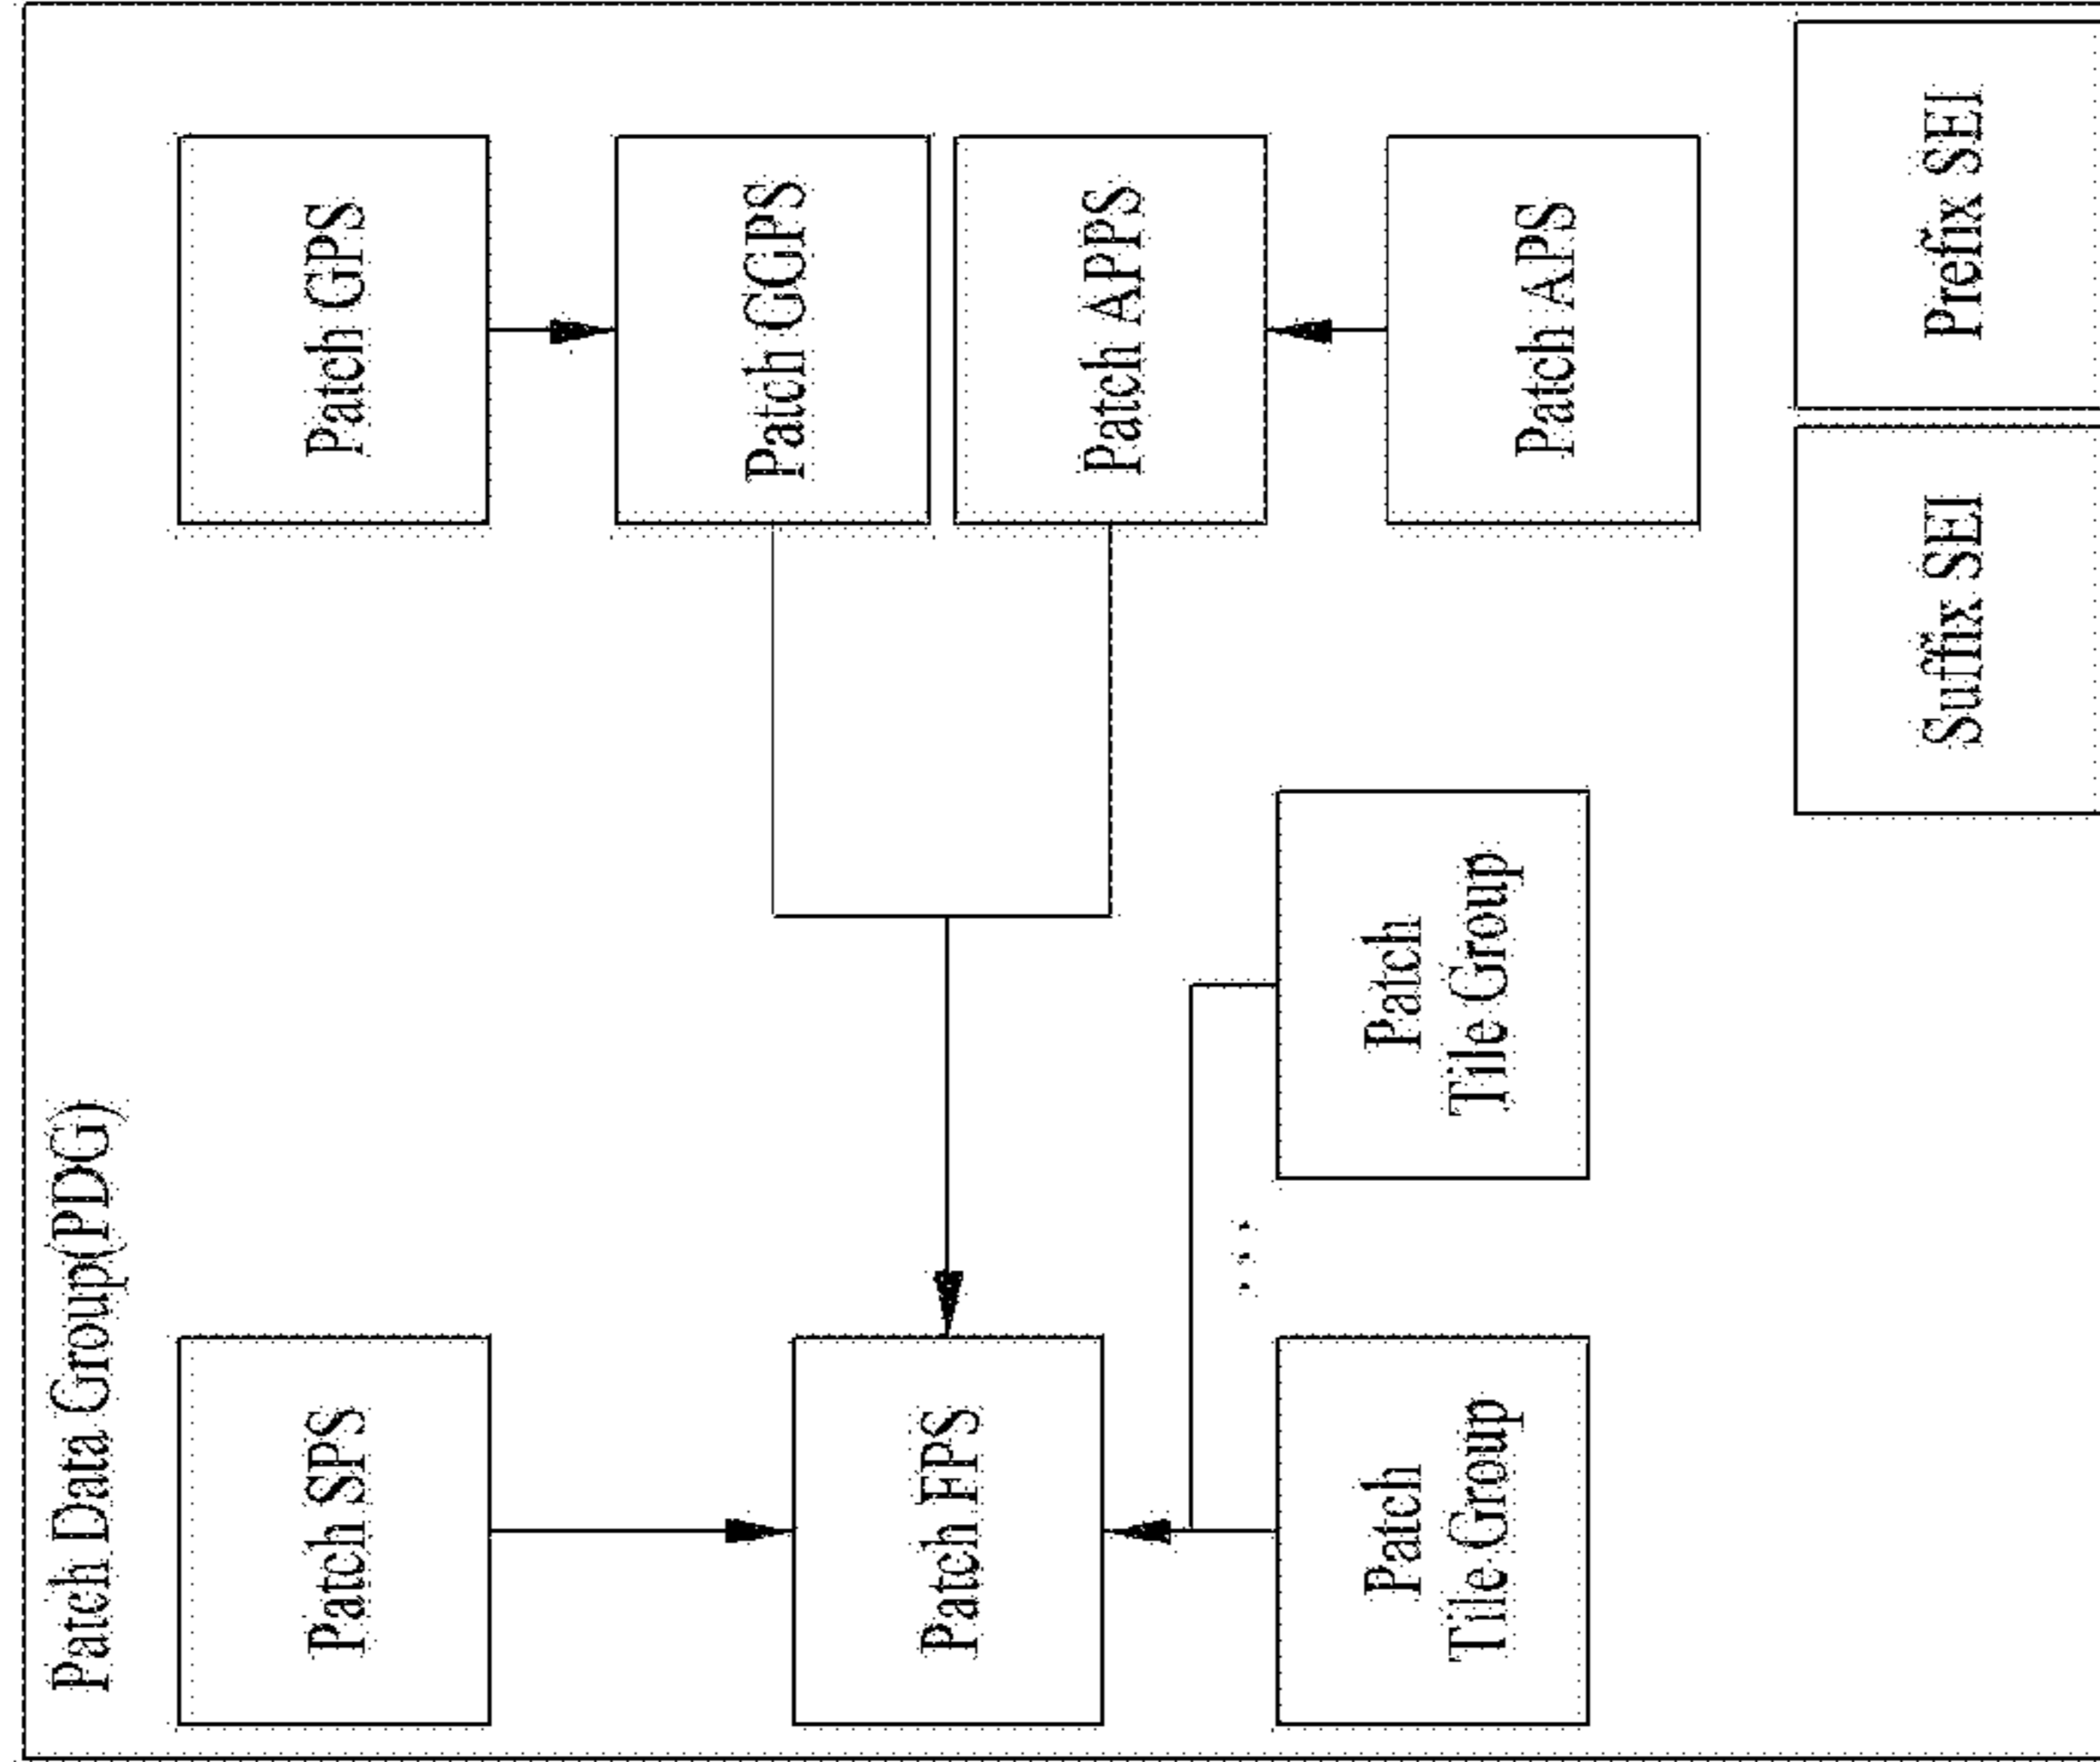 Patch Data Group(PDG)
Patch SPS
Patch GPS
Patch GGPS
Patch FPS
Patch APPS
Patch
Tile Group
...
Patch
Tile Group
Patch APS
Suffix SEI
Prefix SEI